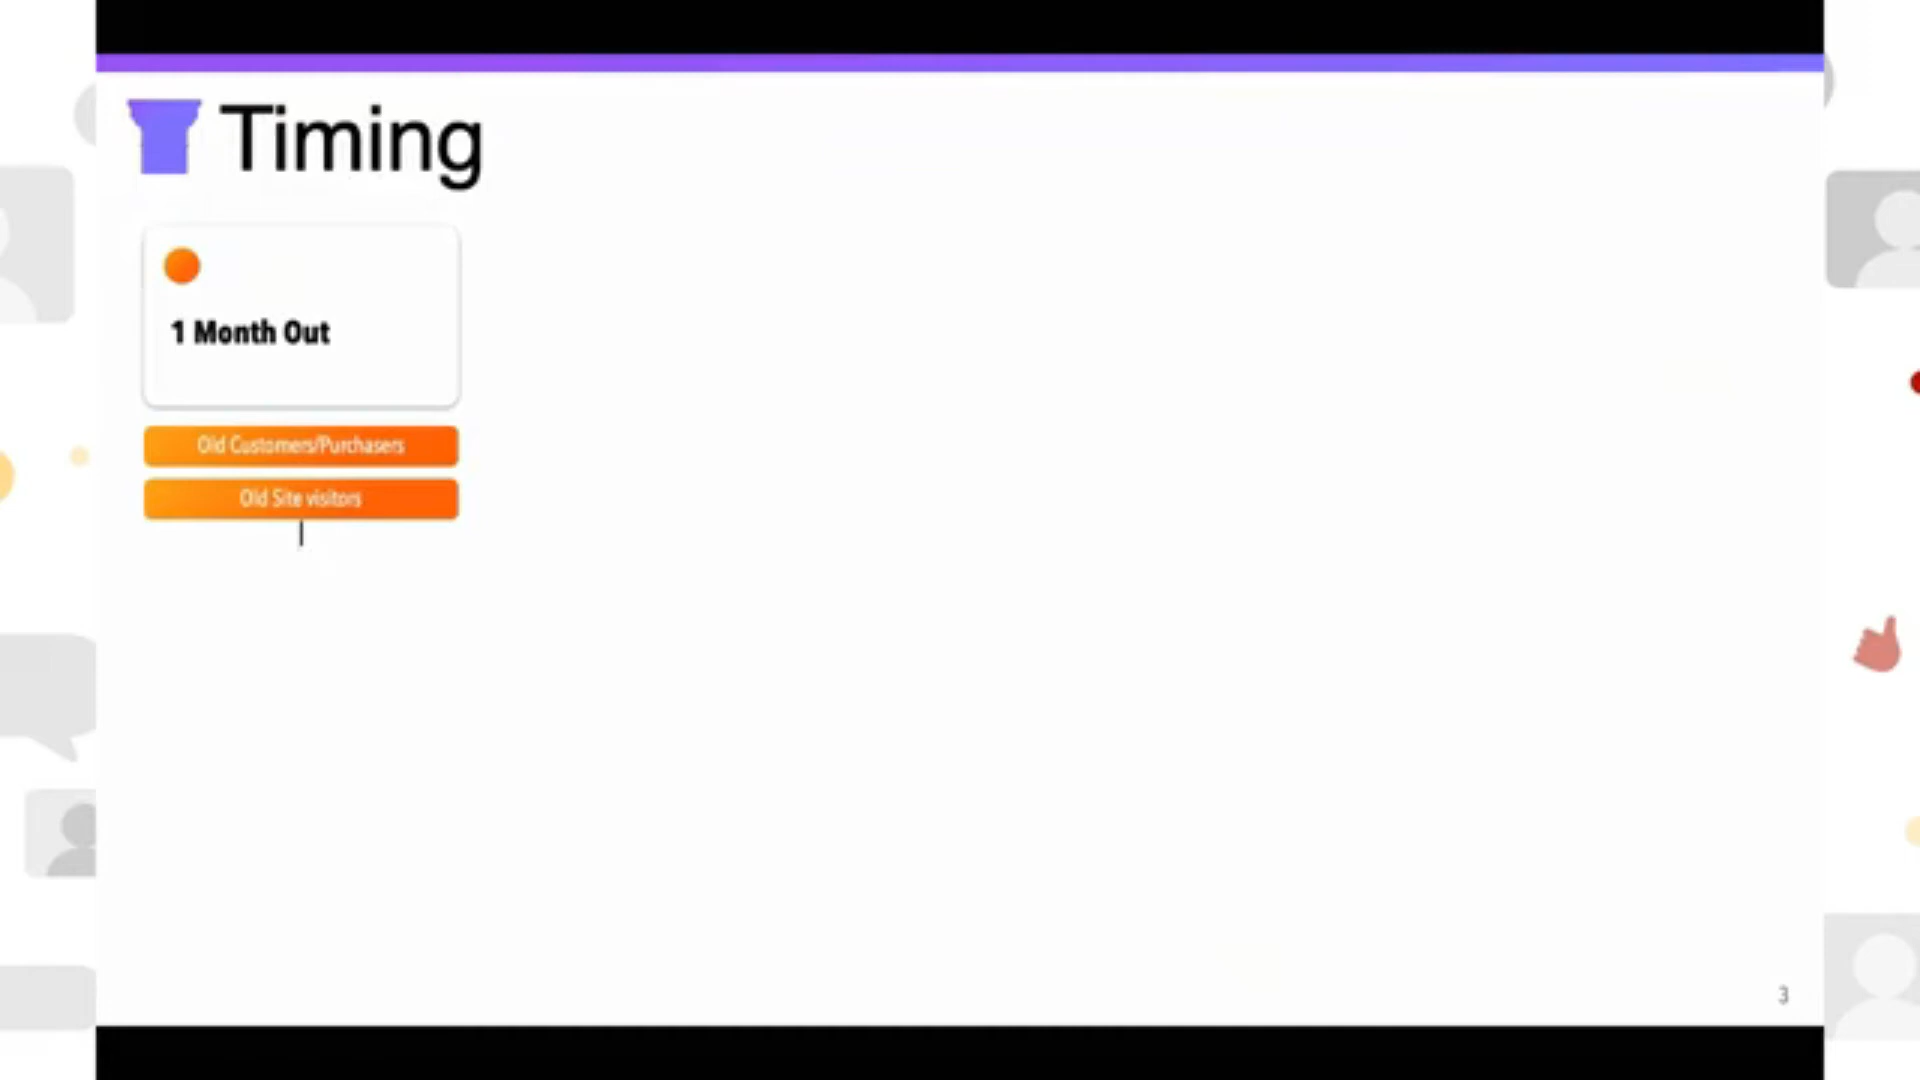 Timing
1 Month Out
Old Customers/Purchasers
Old Site visitors
3